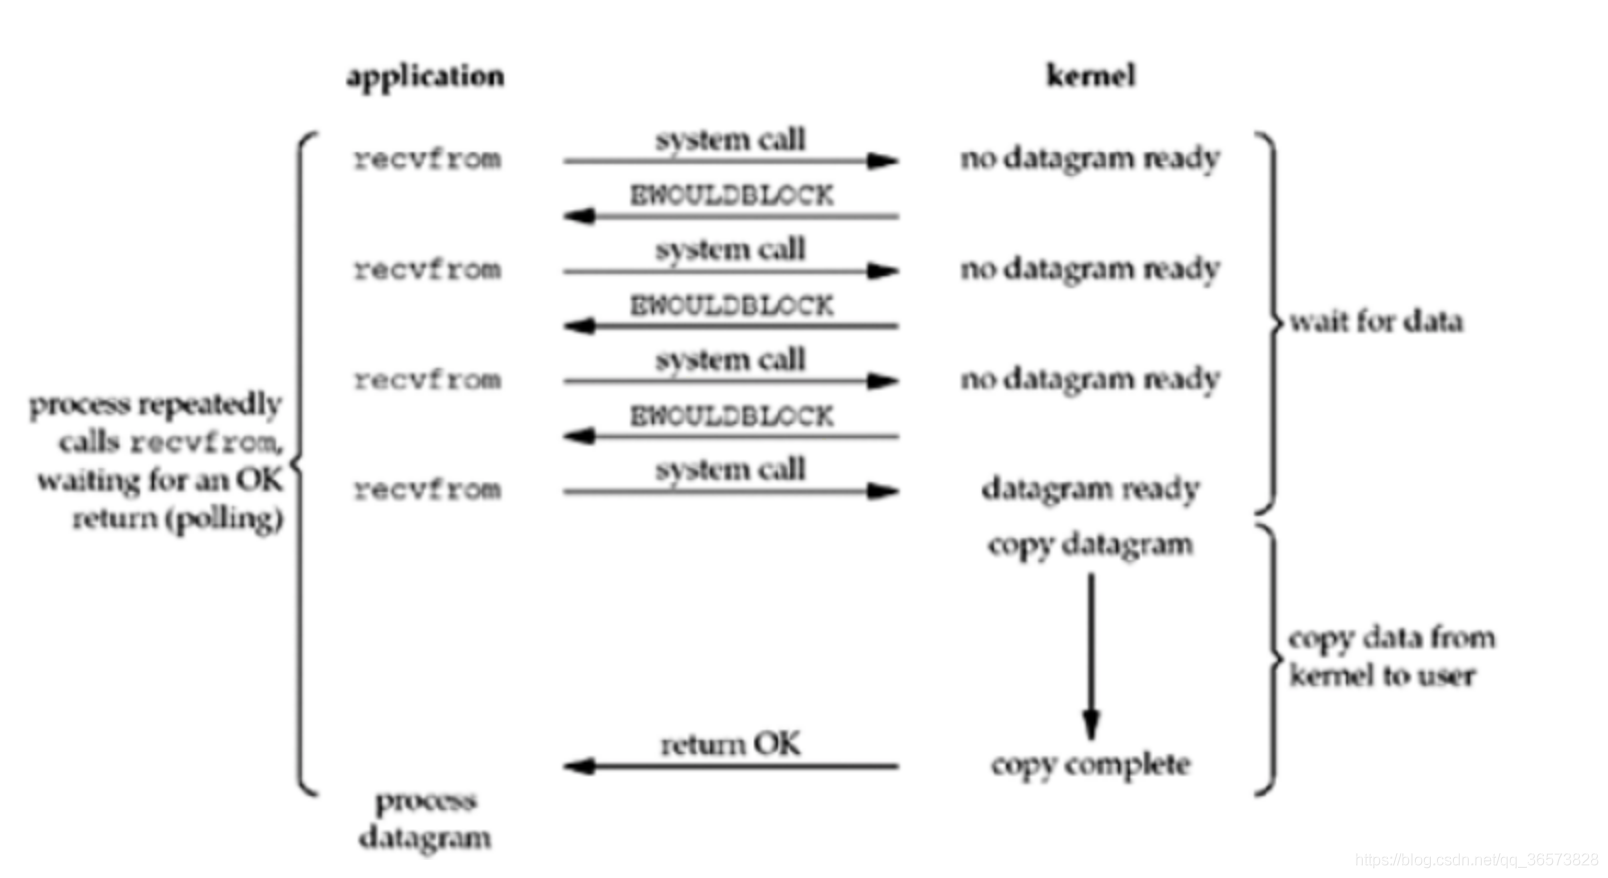 application
kernel
recvfrom
system call
no datagram ready
EWOULDBLOCK
recvfrom
system call
no datagram ready
EWOULDBLOCK
wait for data
recvfrom
system call
no datagram ready
EWOULDBLOCK
process repeatedly
calls recvfrom,
waiting for an OK
return (polling)
recvfrom
system call
datagram ready
copy datagram
copy data from
kernel to user
return OK
copy complete
process
datagram
https://blog.csdn.net/qq_36573828